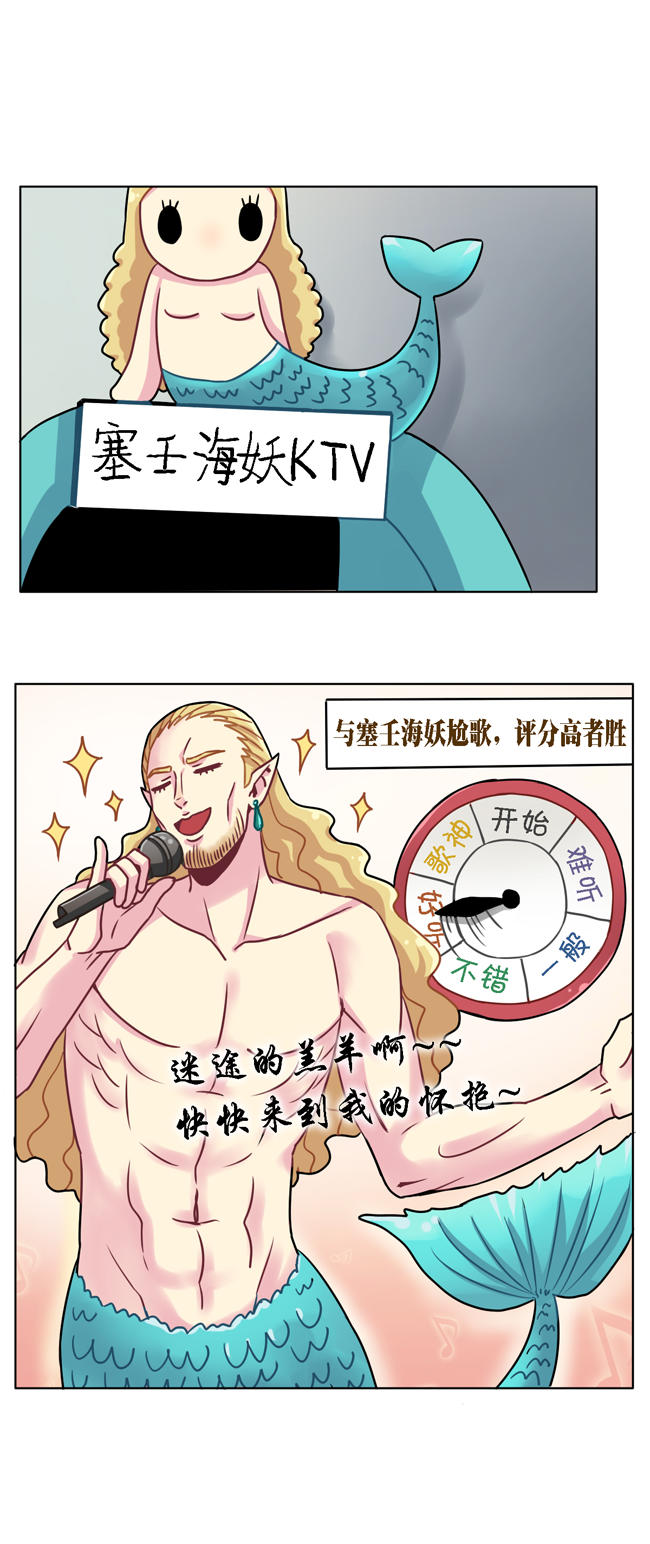 塞壬海妖KTV
与塞壬海妖尬歌，评分高者胜
开始
难听
一般
不错
好听
歌神
迷途的羔羊啊~~
快快来到我的怀抱~